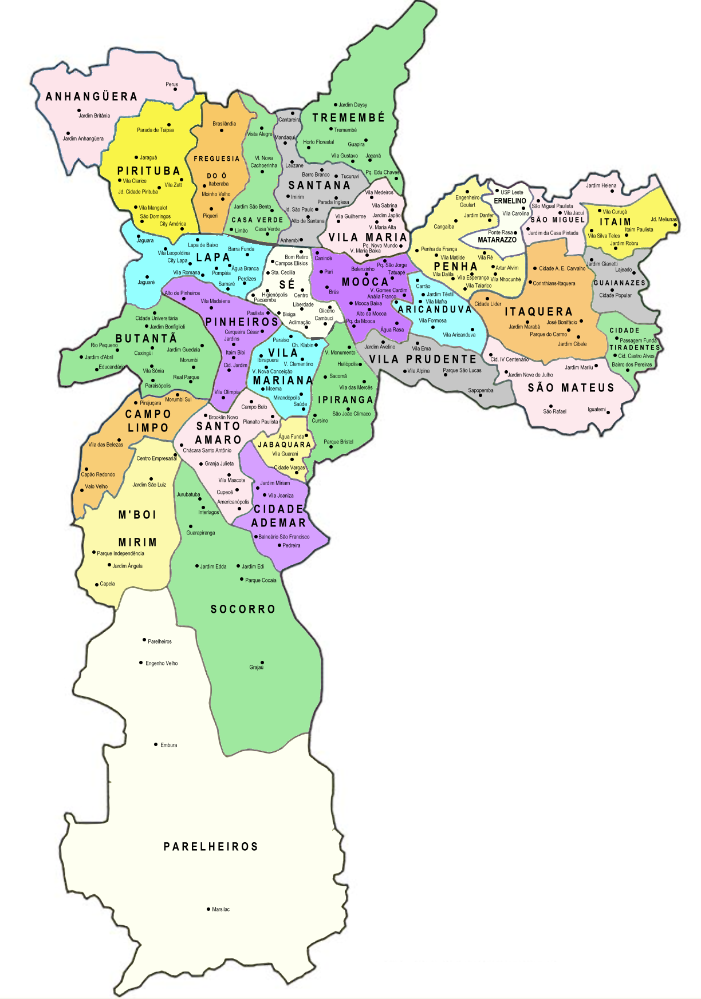 Perus
ANHANGÜERA
Jardim Britânia
Jardim Anhangüera
Parada de Taipas
Jaraguá
PIRITUBA
Vila Clarice
Vila Zatt
Jd. Cidade Pirituba
Vila Mangalot
São Domingos
City América
Brasilândia
FREGUESIA
DO Ó
Itaberaba
Moinho Velho
Piqueri
Vista Alegre
Vl. Nova
Cachoerinha
Jardim São Bento
CASA VERDE
Limão
Casa Verde
Cantareira
Mandaqui
Lauzane
Barro Branco
Tucuruvi
SANTANA
Imirim
Parada Inglesa
Jd. São Paulo
Alto de Santana
Anhembi
Jardim Daysy
TREMEMBÉ
Tremembé
Horto Florestal
Guapira
Vila Gustavo
Jaçanã
Pq. Edu Chaves
Vila Medeiros
Vila Sabrina
Vila Guilherme
Jardim Japão
V. Maria Alta
VILA MARIA
Pq. Novo Mundo
V. Maria Baixa
Engenheiro
Goulart
Jardim Danfer
Cangaíba
Penha de França
Vila Matilde
Vila Ré
PENHA
Artur Alvim
Vila Dalila
Vila Esperança
Vila Nhocunhé
Vila Talarico
USP Leste
ERMELINO
Vila Carolina
Ponte Rasa
MATARAZZO
Jardim Helena
São Miguel Paulista
Vila Jacuí
SÃO MIGUEL
Jardim da Casa Pintada
Vila Curuçà
ITAIM
Jd. Meliunas
Itaim Paulista
Vila Silva Teles
Jardim Robru
Jardim Gianetti
Lajeado
GUAIANAZES
Cidade Popular
Cidade A. E. Carvalho
Corinthians-Itaquera
Cidade Líder
ITAQUERA
José Bonifácio
Jardim Marabá
Parque do Carmo
Jardim Cibele
CIDADE
Passagem Funda
TIRADENTES
Cid. Castro Alves
Bairro dos Pereiras
Cid. IV Centenário
Jardim Marilu
Jardim Nove de Julho
SÃO MATEUS
São Rafael
Iguatemi
Jaguara
Lapa de Baixo
Vila Leopoldina
Barra Funda
LAPA
City Lapa
Água Branca
Vila Romana
Pompéia
Perdizes
Jaguaré
Sumaré
Bom Retiro
Campos Elísios
Sta. Cecília
SÉ
Higienópolis
Centro
Pacaembu
Liberdade
Glicério
Bixiga
Cambuci
Aclimação
Canindé
Pq. São Jorge
Belenzinho
Pari
Tatuapé
MOOCA
Brás
V. Gomes Cardim
Anália Franco
Mooca Baixa
Alto da Mooca
Pq. da Mooca
Água Rasa
Carrão
Jardim Têxtil
Vila Mafra
ARICANDUVA
Vila Formosa
Vila Aricanduva
Jardim Avelino
Vila Ema
VILA PRUDENTE
Vila Alpina
Parque São Lucas
Sapopemba
Alto de Pinheiros
Vila Madalena
Paulista
PINHEIROS
Cerqueira César
Jardins
Itaim Bibi
Cid. Jardim
Vila Olímpia
Cidade Universitária
Jardim Bonfiglioli
BUTANTÃ
Rio Pequeno
Jardim Guedala
Caxingüi
Jardim d'Abril
Morumbi
Educandário
Vila Sônia
Real Parque
Paraisópolis
Paraíso
Ch. Klabin
VILA
Ibirapuera
V. Clementino
V. Nova Conceição
MARIANA
Moema
Mirandópolis
Saúde
V. Monumento
Heliópolis
Sacomã
Vila das Mercês
IPIRANGA
São João Clímaco
Cursino
Parque Bristol
Morumbi Sul
Pirajuçara
CAMPO
LIMPO
Vila das Belezas
Capão Redondo
Valo Velho
Campo Belo
Brooklin Novo
Planalto Paulista
SANTO
AMARO
Chácara Santo Antônio
Granja Julieta
Vila Mascote
Cupecê
Americanópolis
Água Funda
JABAQUARA
Vila Guarani
Cidade Vargas
Jardim Míriam
Vila Joaniza
CIDADE
ADEMAR
Balneário São Francisco
Pedreira
Centro Empresarial
Jardim São Luiz
M'BOI
MIRIM
Parque Independência
Jardim Ângela
Capela
Jurubatuba
Interlagos
Guarapiranga
Jardim Edda
Jardim Edi
Parque Cocaia
SOCORRO
Grajaú
Parelheiros
Engenho Velho
Embura
PARELHEIROS
Marsilac